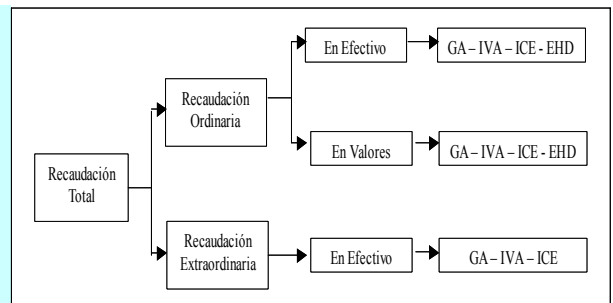 En Efectivo
GA – IVA – ICE - EHD
Recaudación
Ordinaria
En Valores
GA – IVA – ICE - EHD
Recaudación
Total
Recaudación
Extraordinaria
En Efectivo
GA – IVA – ICE